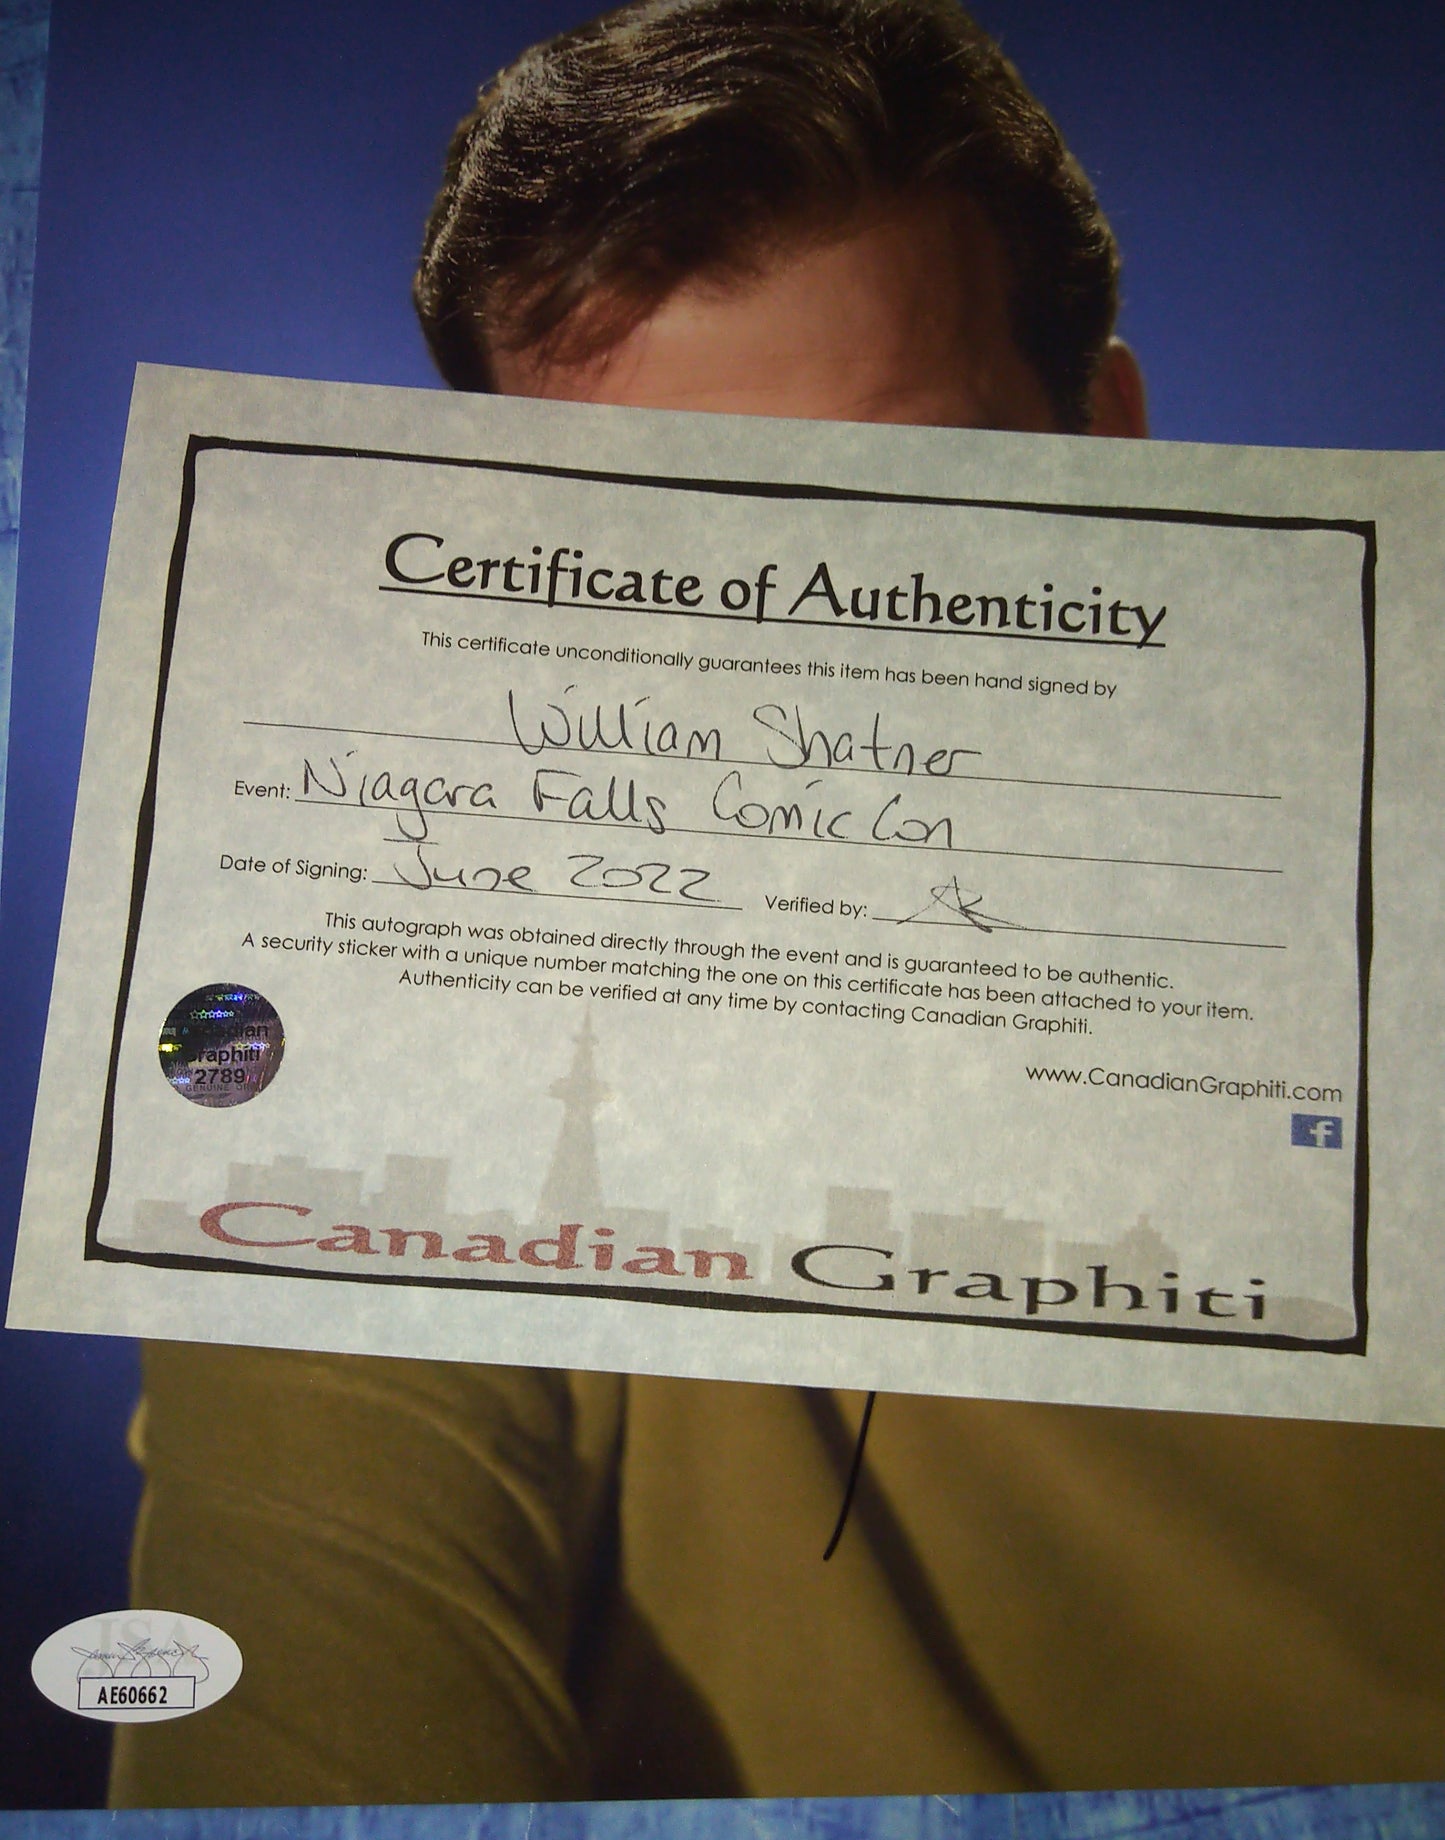 Certificate of Authenticity
This certificate unconditionally guarantees this item has been hand signed by
William Shatner
Event: Niagara Falls Comic Con
Date of Signing: June 2022 Verified by:
This autograph was obtained directly through the event and is guaranteed to be authentic.
A security sticker with a unique number matching the one on this certificate has been attached to your item.
Authenticity can be verified at any time by contacting Canadian Graphiti.
2789
www.CanadianGraphiti.com
f
Canadian Graphiti
JSA
AE60662